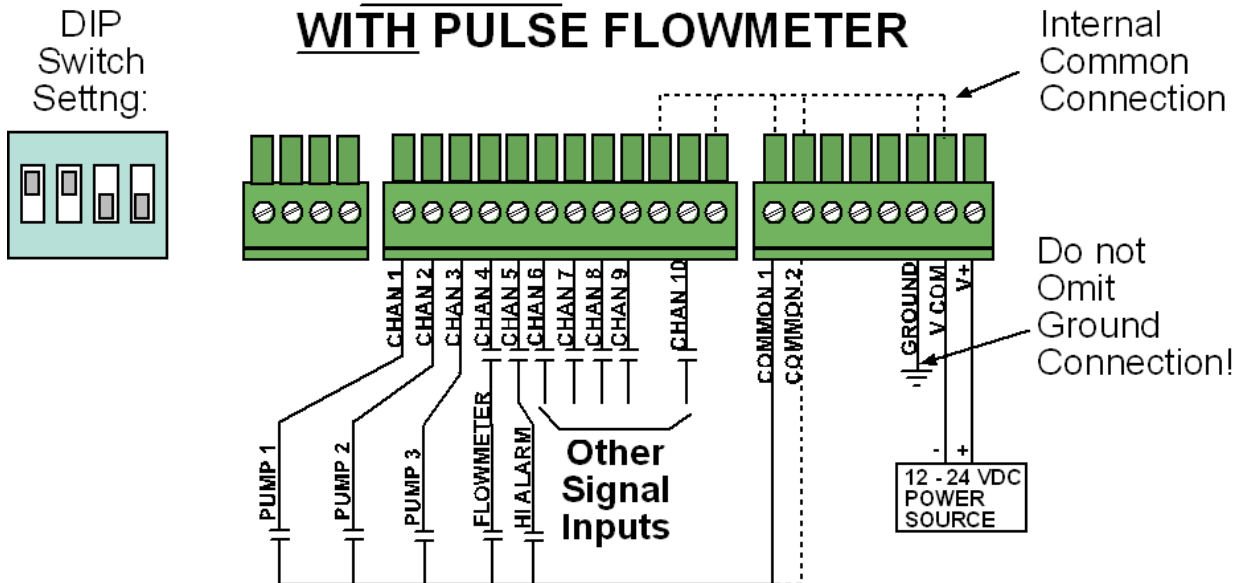 DIP
Switch
Settng:
WITH PULSE FLOWMETER
Internal
Common
Connection
CHAN 1
CHAN 2
CHAN 3
CHAN 4
CHAN 5
CHAN 6
CHAN 7
CHAN 8
CHAN 9
CHAN 10
COMMON 1
COMMON 2
GROUND
V COM
V+
Do not
Omit
Ground
Connection!
PUMP 1
PUMP 2
PUMP 3
FLOWMETER
HI ALARM
Other
Signal
Inputs
- +
12 - 24 VDC
POWER
SOURCE